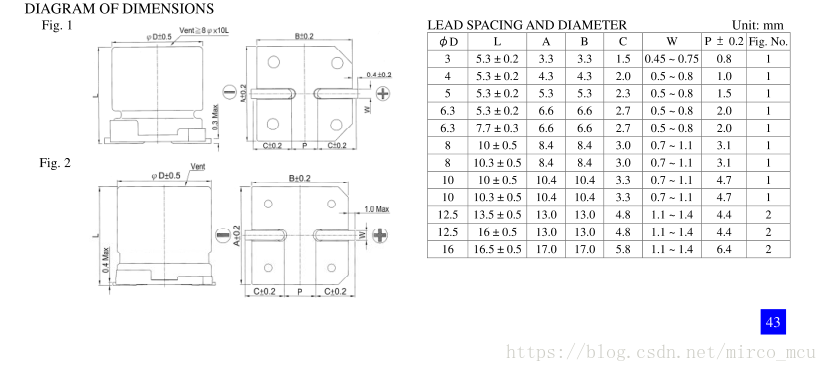 DIAGRAM OF DIMENSIONS
Fig. 1
φ D±0.5
Vent≧8 φ×10L
L
0.3 Max
B±0.2
A±0.2
0.4±0.2
W
C±0.2 P C±0.2
Fig. 2
φ D±0.5
Vent
L
0.4 Max
B±0.2
A±0.2
1.0 Max
W
C±0.2 P C±0.2
LEAD SPACING AND DIAMETER Unit: mm
ϕ D L A B C W P ± 0.2 Fig. No.
3 5.3 ± 0.2 3.3 3.3 1.5 0.45 ~ 0.75 0.8 1
4 5.3 ± 0.2 4.3 4.3 2.0 0.5 ~ 0.8 1.0 1
5 5.3 ± 0.2 5.3 5.3 2.3 0.5 ~ 0.8 1.5 1
6.3 5.3 ± 0.2 6.6 6.6 2.7 0.5 ~ 0.8 2.0 1
6.3 7.7 ± 0.3 6.6 6.6 2.7 0.5 ~ 0.8 2.0 1
8 10 ± 0.5 8.4 8.4 3.0 0.7 ~ 1.1 3.1 1
8 10.3 ± 0.5 8.4 8.4 3.0 0.7 ~ 1.1 3.1 1
10 10 ± 0.5 10.4 10.4 3.3 0.7 ~ 1.1 4.7 1
10 10.3 ± 0.5 10.4 10.4 3.3 0.7 ~ 1.1 4.7 1
12.5 13.5 ± 0.5 13.0 13.0 4.8 1.1 ~ 1.4 4.4 2
12.5 16 ± 0.5 13.0 13.0 4.8 1.1 ~ 1.4 4.4 2
16 16.5 ± 0.5 17.0 17.0 5.8 1.1 ~ 1.4 6.4 2
43
https://blog.csdn.net/mirco_mcu